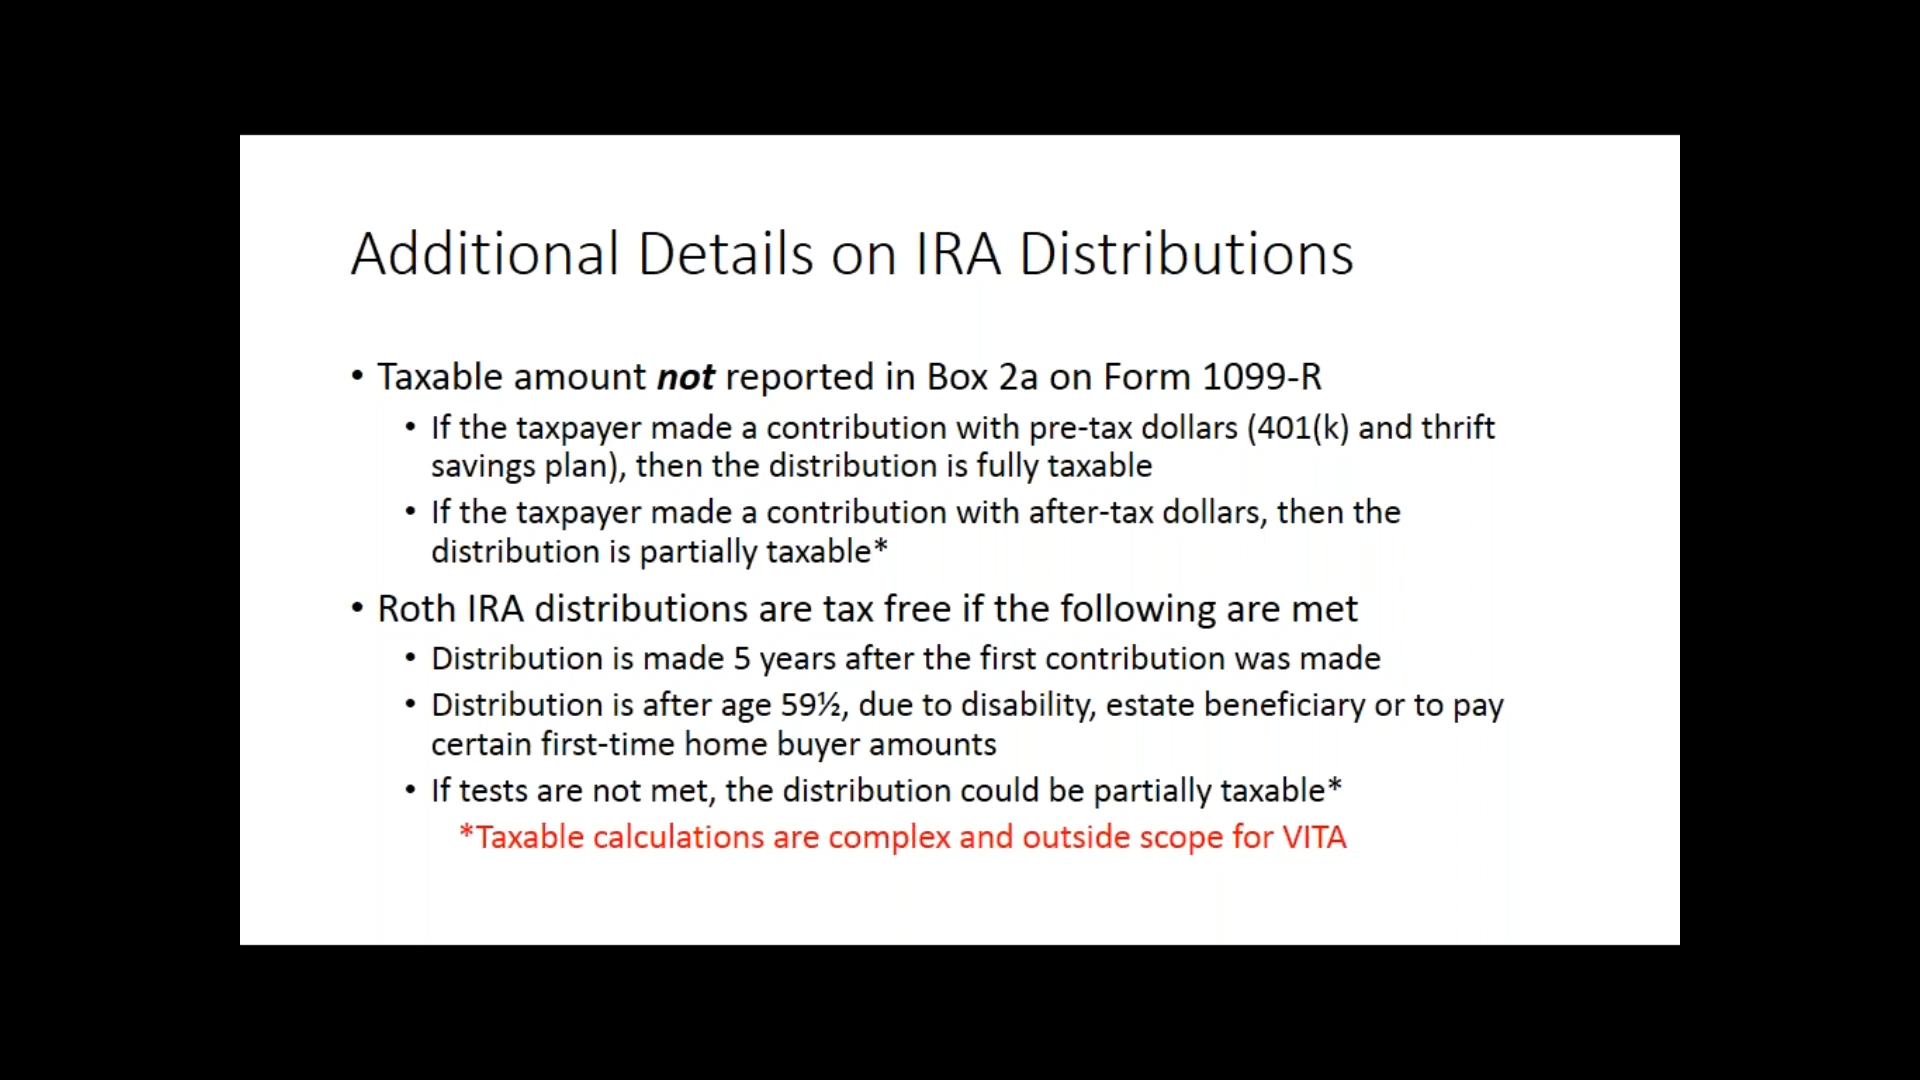 Additional Details on IRA Distributions
• Taxable amount not reported in Box 2a on Form 1099-R
• If the taxpayer made a contribution with pre-tax dollars (401(k) and thrift
savings plan), then the distribution is fully taxable
• If the taxpayer made a contribution with after-tax dollars, then the
distribution is partially taxable*
• Roth IRA distributions are tax free if the following are met
• Distribution is made 5 years after the first contribution was made
• Distribution is after age 59½, due to disability, estate beneficiary or to pay
certain first-time home buyer amounts
• If tests are not met, the distribution could be partially taxable*
*Taxable calculations are complex and outside scope for VITA